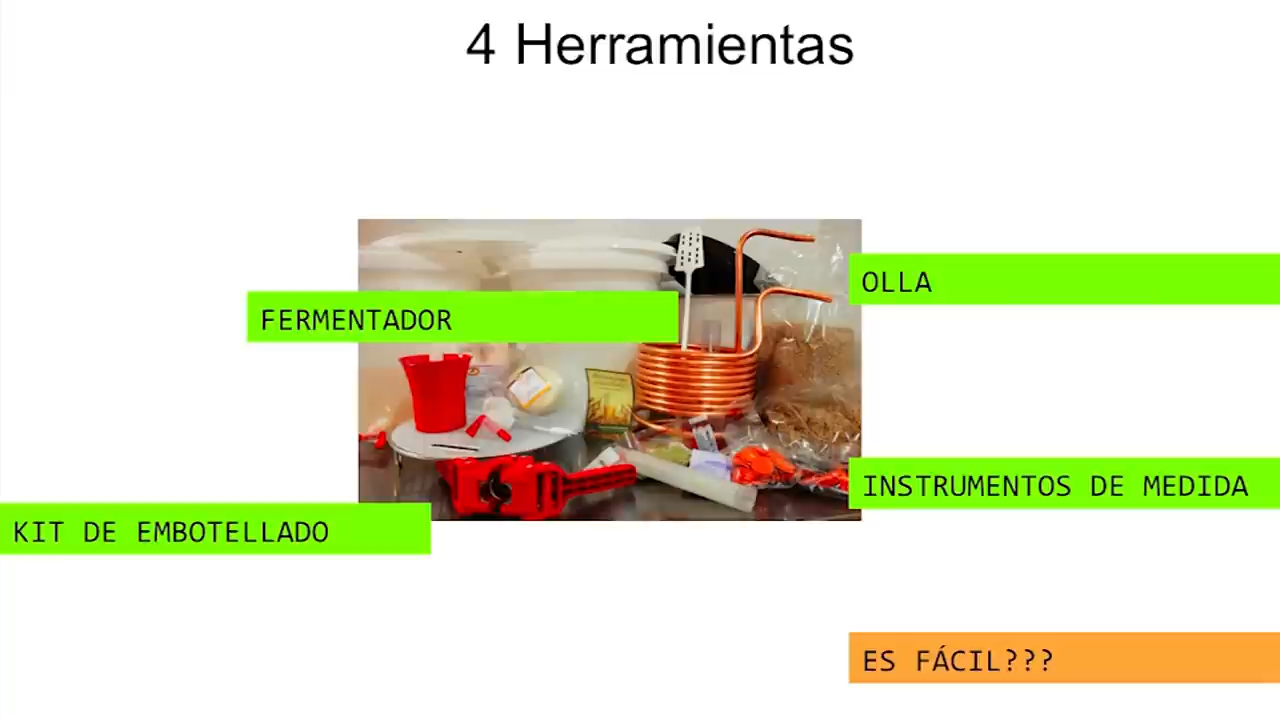 4 Herramientas
OLLA
FERMENTADOR
INSTRUMENTOS DE MEDIDA
KIT DE EMBOTELLADO
ES FÁCIL???